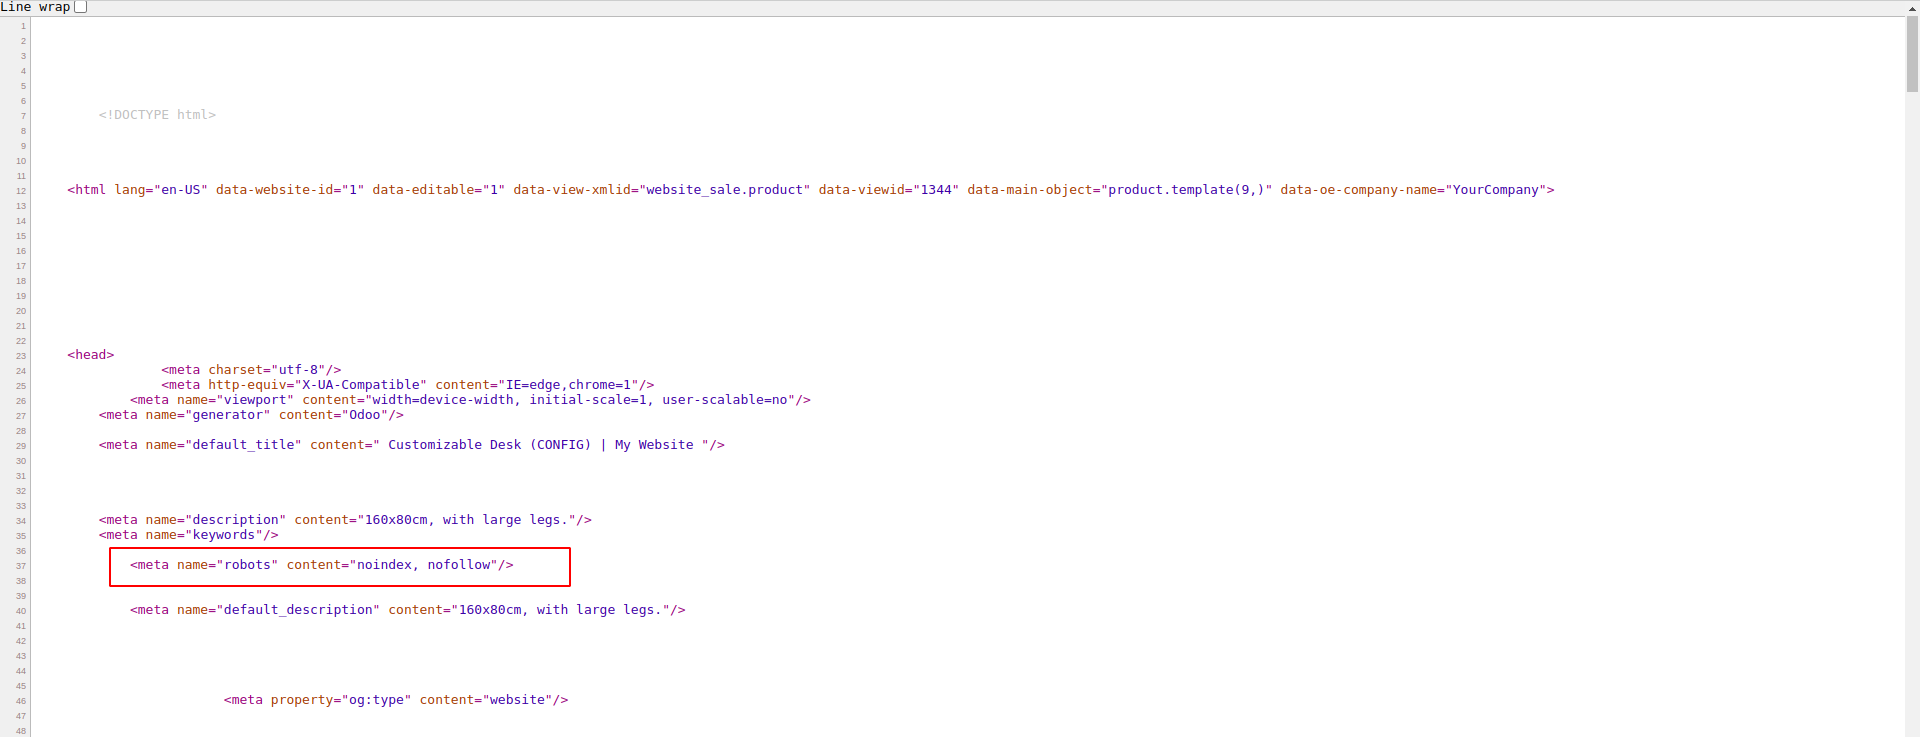 Line wrap
1
2
3
4
5
6
7 <!DOCTYPE html>
8
9
10
11
12 <html lang="en-US" data-website-id="1" data-editable="1" data-view-xmlid="website_sale.product" data-viewid="1344" data-main-object="product.template(9,)" data-oe-company-name="YourCompany">
13
14
15
16
17
18
19
20
21
22
23 <head>
24 <meta charset="utf-8"/>
25 <meta http-equiv="X-UA-Compatible" content="IE=edge,chrome=1"/>
26 <meta name="viewport" content="width=device-width, initial-scale=1, user-scalable=no"/>
27 <meta name="generator" content="Odoo"/>
28
29 <meta name="default_title" content=" Customizable Desk (CONFIG) | My Website "/>
30
31
32
33
34 <meta name="description" content="160x80cm, with large legs."/>
35 <meta name="keywords"/>
36
37 <meta name="robots" content="noindex, nofollow"/>
38
39
40 <meta name="default_description" content="160x80cm, with large legs."/>
41
42
43
44
45
46 <meta property="og:type" content="website"/>
47
48